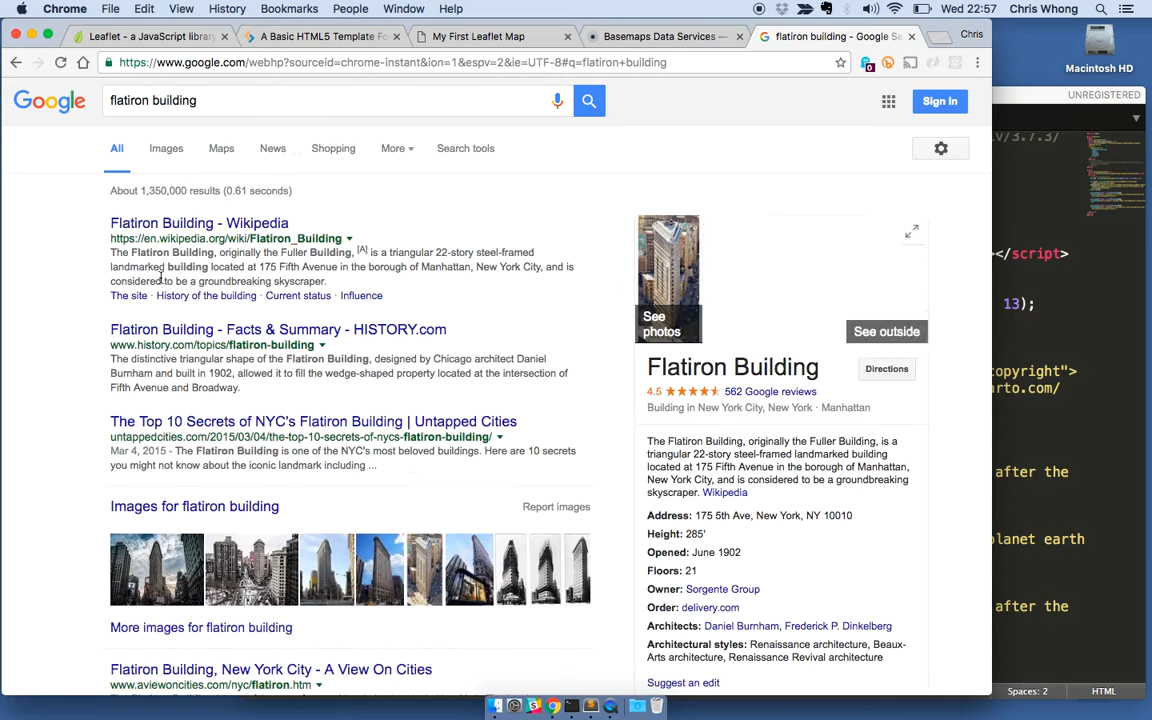 Chrome File Edit View History Bookmarks People Window Help Wed 22:57 Chris Whong
Leaflet - a JavaScript library
A Basic HTML5 Template Fo
My First Leaflet Map
Basemaps Data Services —
flatiron building - Google Se
Chris
https://www.google.com/webhp?sourceid=chrome-instant&ion=1&espv=2&ie=UTF-8#q=flatiron+building
0
Macintosh HD
UNREGISTERED
Google
flatiron building
Sign in
All Images Maps News Shopping More Search tools
About 1,350,000 results (0.61 seconds)
Flatiron Building - Wikipedia
https://en.wikipedia.org/wiki/Flatiron_Building
The Flatiron Building, originally the Fuller Building, [A] is a triangular 22-story steel-framed
landmarked building located at 175 Fifth Avenue in the borough of Manhattan, New York City, and is
considered to be a groundbreaking skyscraper.
The site · History of the building · Current status · Influence
Flatiron Building - Facts & Summary - HISTORY.com
www.history.com/topics/flatiron-building
The distinctive triangular shape of the Flatiron Building, designed by Chicago architect Daniel
Burnham and built in 1902, allowed it to fill the wedge-shaped property located at the intersection of
Fifth Avenue and Broadway.
The Top 10 Secrets of NYC's Flatiron Building | Untapped Cities
untappedcities.com/2015/03/04/the-top-10-secrets-of-nycs-flatiron-building/
Mar 4, 2015 - The Flatiron Building is one of the NYC's most beloved buildings. Here are 10 secrets
you might not know about the iconic landmark including ...
Images for flatiron building
Report images
More images for flatiron building
Flatiron Building, New York City - A View On Cities
www.aviewoncities.com/nyc/flatiron.htm
See
photos
See outside
Flatiron Building
Directions
4.5 562 Google reviews
Building in New York City, New York · Manhattan
The Flatiron Building, originally the Fuller Building, is a
triangular 22-story steel-framed landmarked building
located at 175 Fifth Avenue in the borough of Manhattan,
New York City, and is considered to be a groundbreaking
skyscraper. Wikipedia
Address: 175 5th Ave, New York, NY 10010
Height: 285′
Opened: June 1902
Floors: 21
Owner: Sorgente Group
Order: delivery.com
Architects: Daniel Burnham, Frederick P. Dinkelberg
Architectural styles: Renaissance architecture, Beaux-
Arts architecture, Renaissance Revival architecture
Suggest an edit
/3.7.3/
></script>
13);
opyright">
arto.com/
after the
planet earth
after the
Spaces: 2 HTML